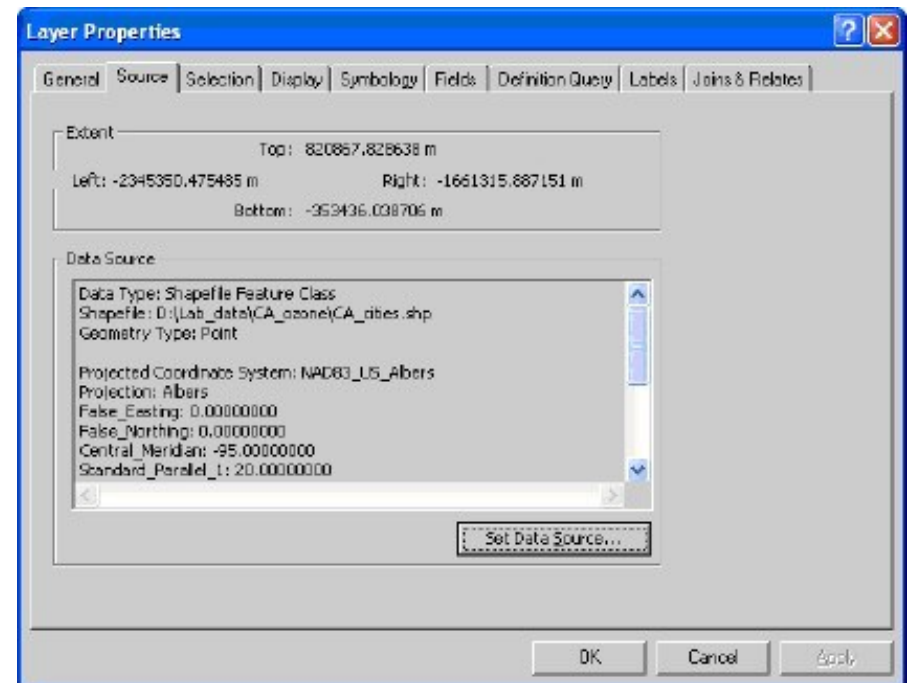 Layer Properties
General Source Selection Display Symbology Fields Definition Query Labels Joins & Relates
Extent
Top: 820867.828638 m
Left: -2345350.475485 m Right: -1661315.887151 m
Bottom: -353436.038706 m
Data Source
Data Type: Shapefile Feature Class
Shapefile: D:\Lab_data\CA_ozone\CA_cities.shp
Geometry Type: Point
Projected Coordinate System: NAD83_US_Albers
Projection: Albers
False_Easting: 0.00000000
False_Northing: 0.00000000
Central_Meridian: -95.00000000
Standard_Parallel_1: 20.00000000
Set Data Source...
OK Cancel Apply